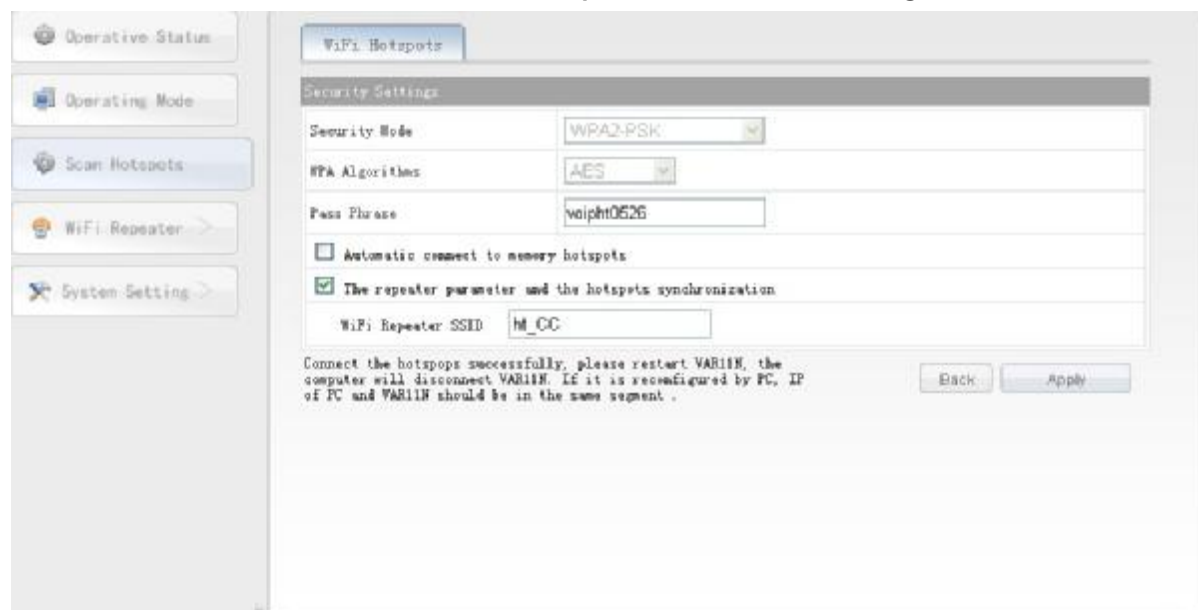 Operative Status
Operating Mode
Scan Hotspots
WiFi Repeater >
System Setting >
WiFi Hotspots
Security Settings
Security Mode WPA2-PSK
WPA Algorithms AES
Pass Phrase voipht0526
Automatic connect to memory hotspots
The repeater parameter and the hotspots synchronization
WiFi Repeater SSID ht_CC
Connect the hotspops successfully, please restart VAR11N, the
computer will disconnect VAR11N. If it is reconfigured by PC, IP
of PC and VAR11N should be in the same segment .
Back Apply